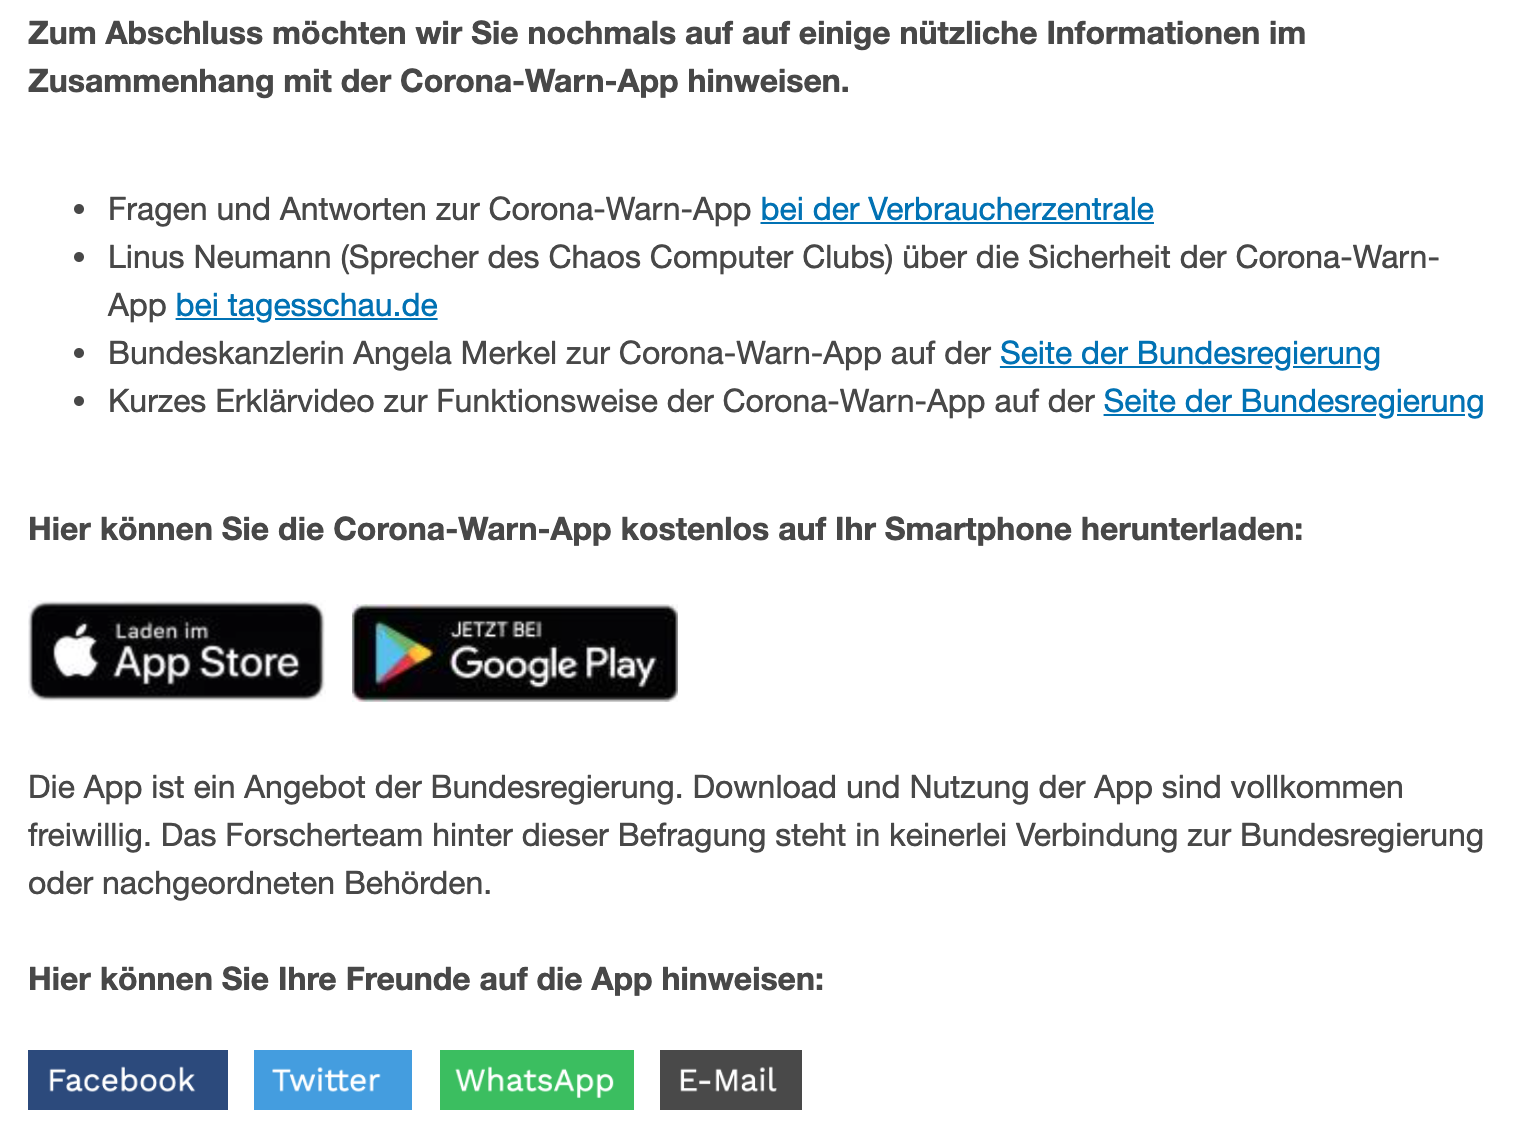 Zum Abschluss möchten wir Sie nochmals auf auf einige nützliche Informationen im
Zusammenhang mit der Corona-Warn-App hinweisen.
• Fragen und Antworten zur Corona-Warn-App bei der Verbraucherzentrale
• Linus Neumann (Sprecher des Chaos Computer Clubs) über die Sicherheit der Corona-Warn-
App bei tagesschau.de
• Bundeskanzlerin Angela Merkel zur Corona-Warn-App auf der Seite der Bundesregierung
• Kurzes Erklärvideo zur Funktionsweise der Corona-Warn-App auf der Seite der Bundesregierung
Hier können Sie die Corona-Warn-App kostenlos auf Ihr Smartphone herunterladen:
Laden im
App Store
JETZT BEI
Google Play
Die App ist ein Angebot der Bundesregierung. Download und Nutzung der App sind vollkommen
freiwillig. Das Forscherteam hinter dieser Befragung steht in keinerlei Verbindung zur Bundesregierung
oder nachgeordneten Behörden.
Hier können Sie Ihre Freunde auf die App hinweisen:
Facebook Twitter WhatsApp E-Mail